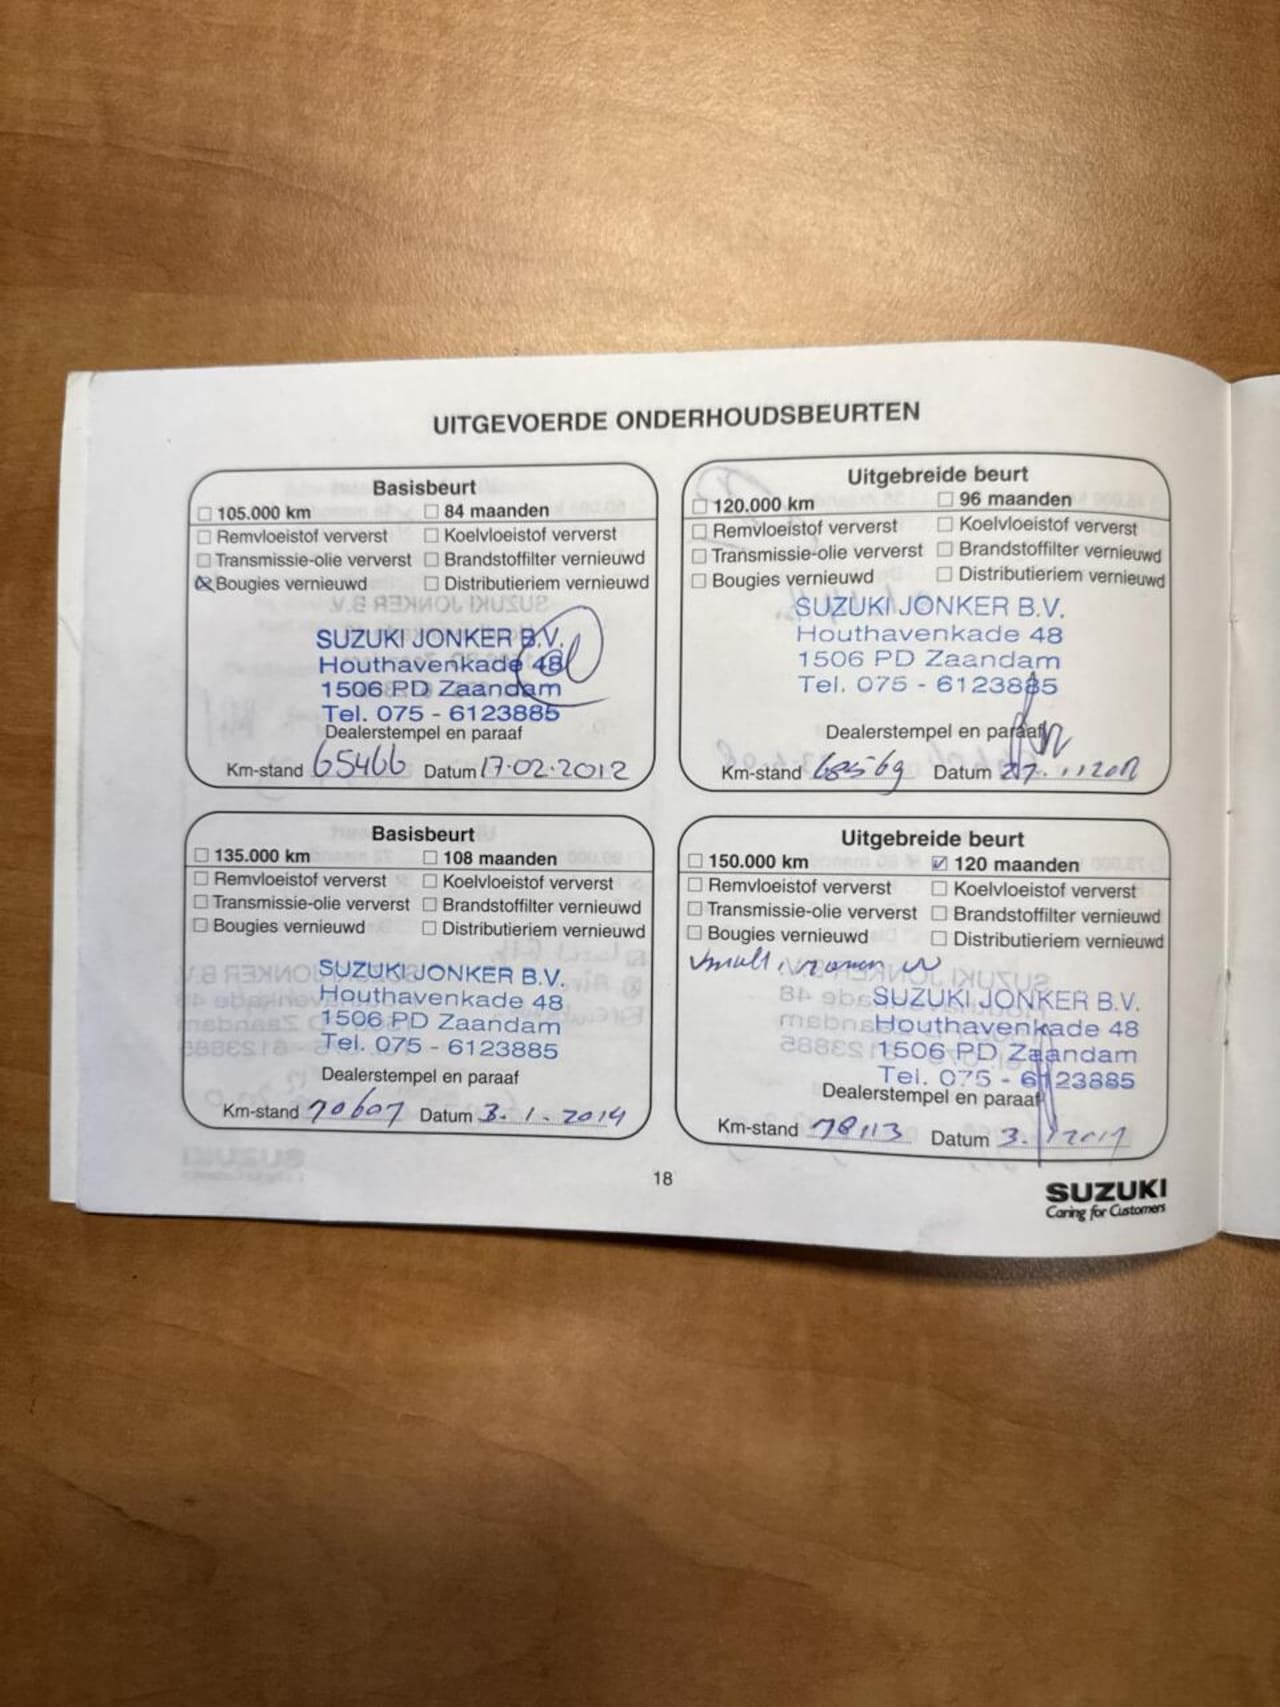 UITGEVOERDE ONDERHOUDSBEURTEN
Basisbeurt
105.000 km 84 maanden
Remvloeistof ververst Koelvloeistof ververst
Transmissie-olie ververst Brandstoffilter vernieuwd
Bougies vernieuwd Distributieriem vernieuwd
SUZUKI JONKER B.V.
Houthavenkade 48
1506 PD Zaandam
Tel. 075 - 6123885
Dealerstempel en paraaf
Km-stand 65466 Datum 17-02-2012
Uitgebreide beurt
120.000 km 96 maanden
Remvloeistof ververst Koelvloeistof ververst
Transmissie-olie ververst Brandstoffilter vernieuwd
Bougies vernieuwd Distributieriem vernieuwd
SUZUKI JONKER B.V.
Houthavenkade 48
1506 PD Zaandam
Tel. 075 - 6123885
Dealerstempel en paraaf
Km-stand 68569 Datum
Basisbeurt
135.000 km 108 maanden
Remvloeistof ververst Koelvloeistof ververst
Transmissie-olie ververst Brandstoffilter vernieuwd
Bougies vernieuwd Distributieriem vernieuwd
SUZUKI JONKER B.V.
Houthavenkade 48
1506 PD Zaandam
Tel. 075 - 6123885
Dealerstempel en paraaf
Km-stand 70607 Datum 3. 1. 2014
Uitgebreide beurt
150.000 km 120 maanden
Remvloeistof ververst Koelvloeistof ververst
Transmissie-olie ververst Brandstoffilter vernieuwd
Bougies vernieuwd Distributieriem vernieuwd
SUZUKI JONKER B.V.
Houthavenkade 48
1506 PD Zaandam
Tel. 075 - 6123885
Dealerstempel en paraaf
Km-stand 78113 Datum
18
SUZUKI
Caring for Customers